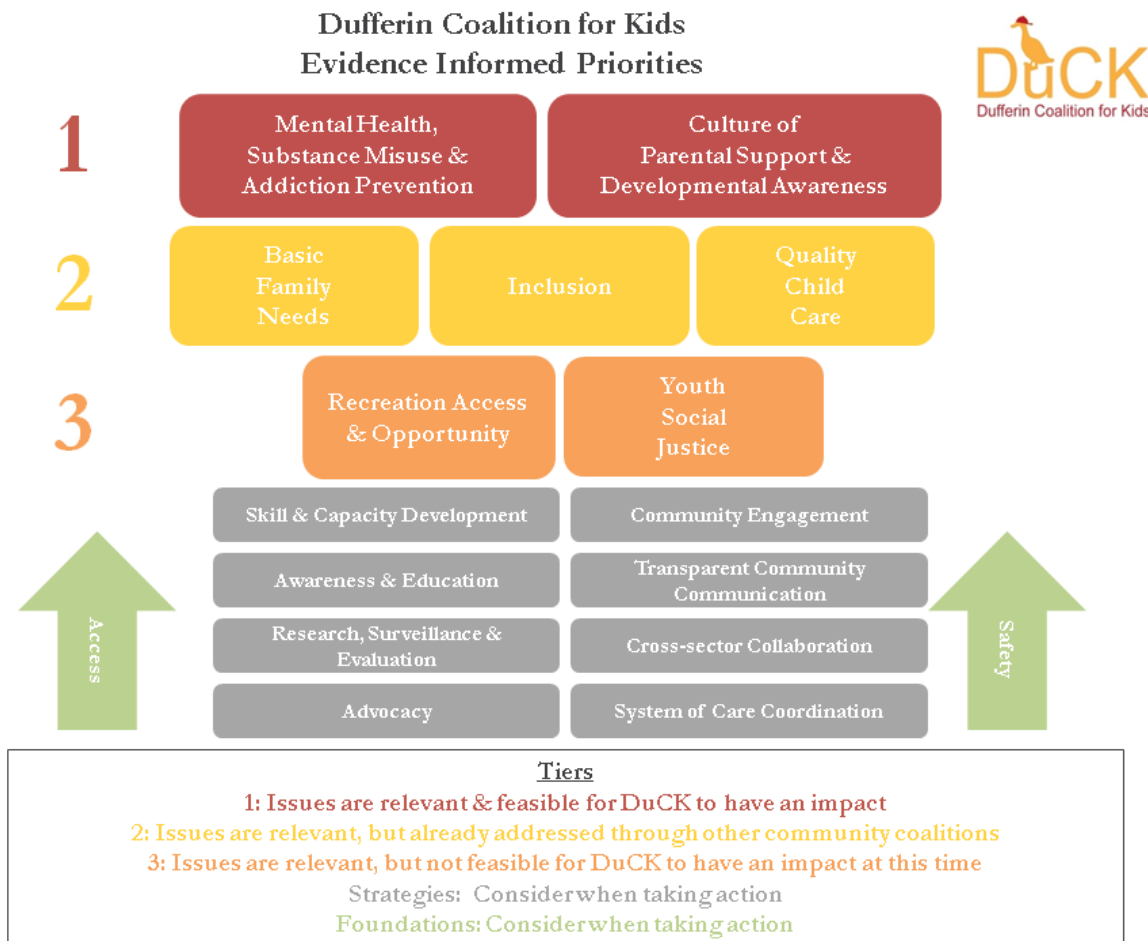 Dufferin Coalition for Kids
Evidence Informed Priorities
DuCK
Dufferin Coalition for Kids
1
Mental Health,
Substance Misuse &
Addiction Prevention
Culture of
Parental Support &
Developmental Awareness
2
Basic
Family
Needs
Inclusion
Quality
Child
Care
3
Recreation Access
& Opportunity
Youth
Social
Justice
Skill & Capacity Development
Community Engagement
Awareness & Education
Transparent Community
Communication
Research, Surveillance &
Evaluation
Cross-sector Collaboration
Advocacy
System of Care Coordination
Access
Safety
Tiers
1: Issues are relevant & feasible for DuCK to have an impact
2: Issues are relevant, but already addressed through other community coalitions
3: Issues are relevant, but not feasible for DuCK to have an impact at this time
Strategies: Consider when taking action
Foundations: Consider when taking action